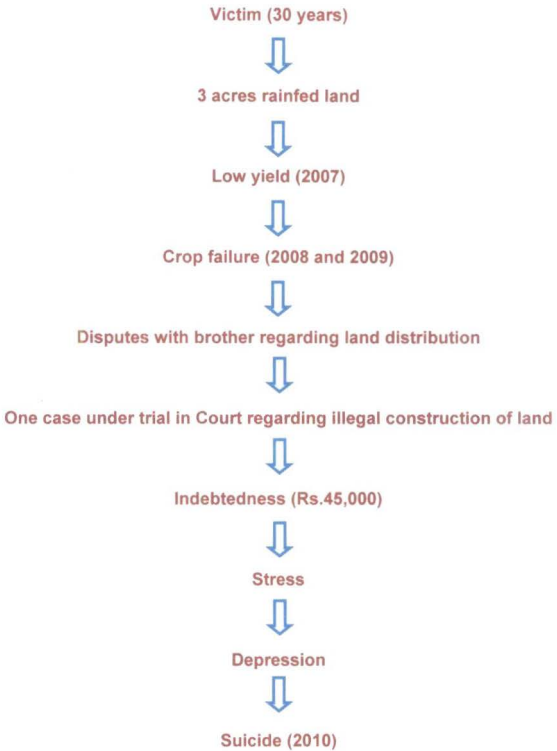 Victim (30 years)
3 acres rainfed land
Low yield (2007)
Crop failure (2008 and 2009)
Disputes with brother regarding land distribution
One case under trial in Court regarding illegal construction of land
Indebtedness (Rs.45,000)
Stress
Depression
Suicide (2010)